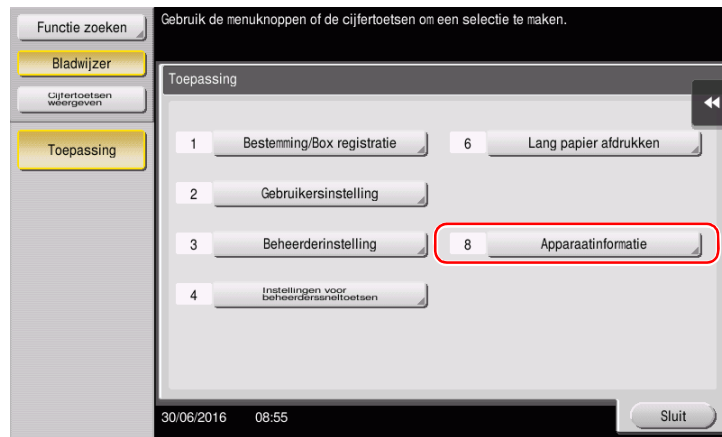 Functie zoeken
Bladwijzer
Cijfertoetsen
weergeven
Toepassing
Gebruik de menuknoppen of de cijfertoetsen om een selectie te maken.
Toepassing
1 Bestemming/Box registratie
6 Lang papier afdrukken
2 Gebruikersinstelling
3 Beheerderinstelling
8 Apparaatinformatie
4 Instellingen voor
beheerderssneltoetsen
30/06/2016 08:55
Sluit